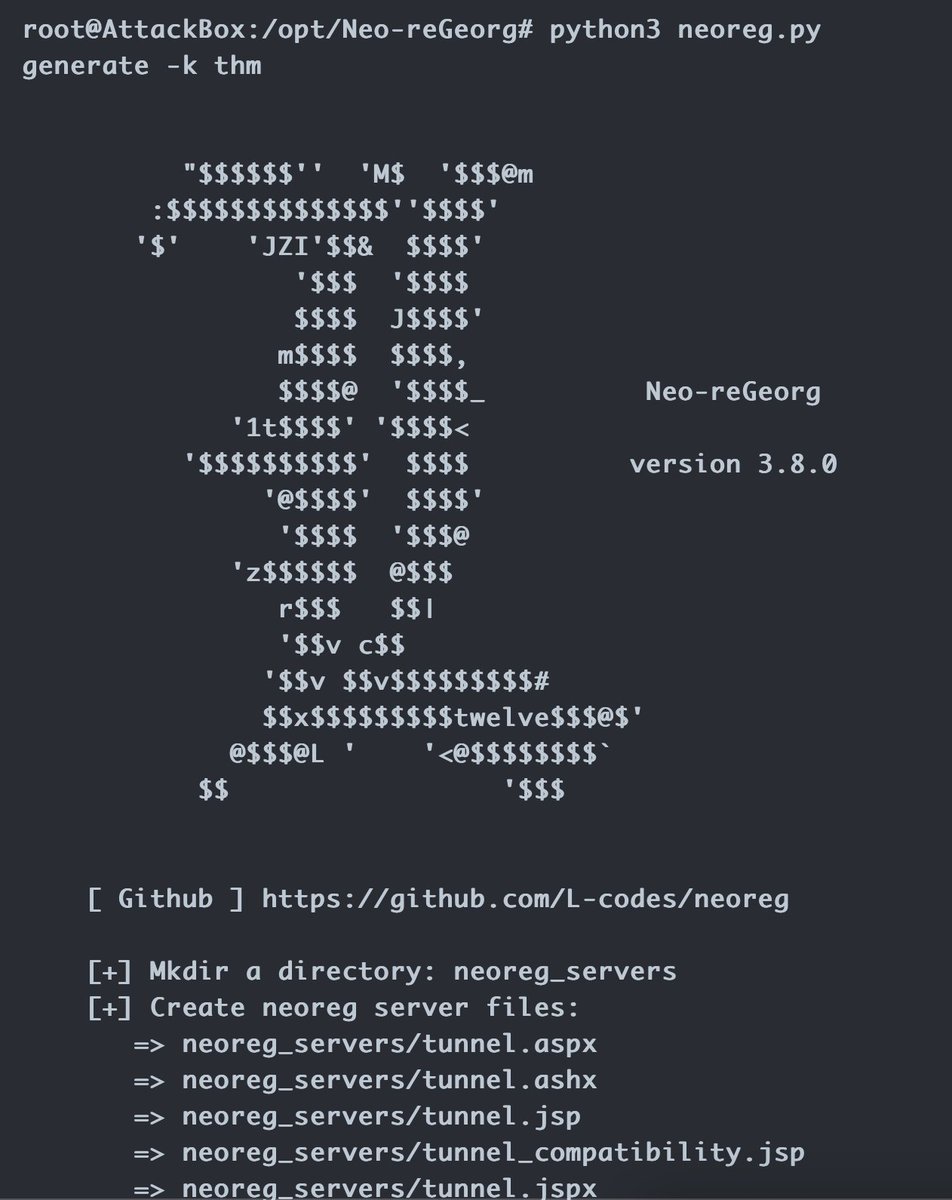 root@AttackBox:/opt/Neo-reGeorg# python3 neoreg.py
generate -k thm
"$$$$$$''  'M$  '$$$@m
:$$$$$$$$$$$$$$''$$$$'
'$'    'JZI'$$&  $$$$'
'$$$  '$$$$
$$$$  J$$$$'
m$$$$  $$$$,
$$$$@  '$$$$_          Neo-reGeorg
'1t$$$$' '$$$$<
'$$$$$$$$$$'  $$$$          version 3.8.0
'@$$$$'  $$$$'
'$$$$  '$$$@
'z$$$$$$  @$$$
r$$$   $$|
'$$v c$$
'$$v $$v$$$$$$$$$#
$$x$$$$$$$$$twelve$$$@$'
@$$$@L '    '<@$$$$$$$$`
$$                 '$$$
[ Github ] https://github.com/L-codes/neoreg
[+] Mkdir a directory: neoreg_servers
[+] Create neoreg server files:
=> neoreg_servers/tunnel.aspx
=> neoreg_servers/tunnel.ashx
=> neoreg_servers/tunnel.jsp
=> neoreg_servers/tunnel_compatibility.jsp
=> neoreg_servers/tunnel.jspx